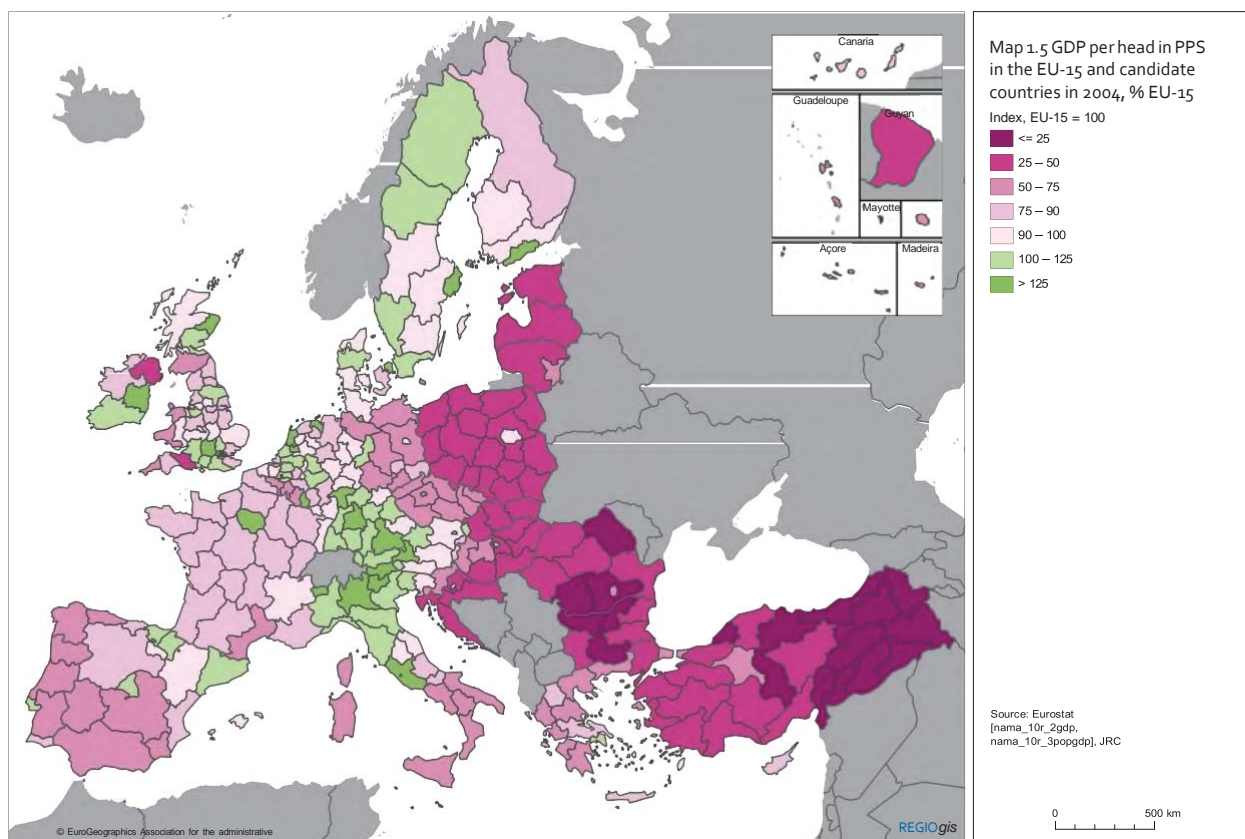 Canaria
Guadeloupe
Guyan
Mayotte
Açore
Madeira
© EuroGeographics Association for the administrative
REGIOgis
Map 1.5 GDP per head in PPS
in the EU-15 and candidate
countries in 2004, % EU-15
Index, EU-15 = 100
<= 25
25 – 50
50 – 75
75 – 90
90 – 100
100 – 125
> 125
Source: Eurostat
[nama_10r_2gdp,
nama_10r_3popgdp], JRC
0 500 km